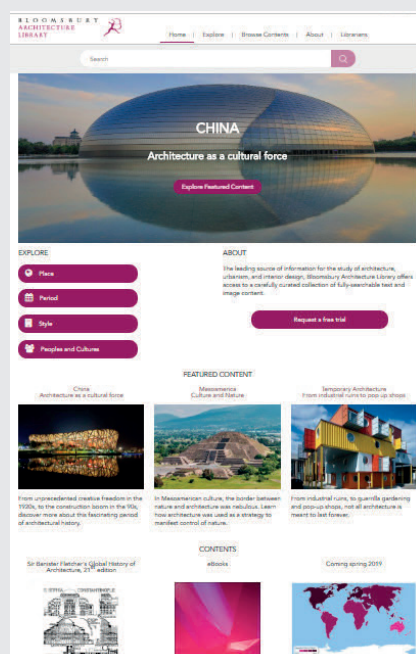 BLOOMSBURY
ARCHITECTURE
LIBRARY
Home | Explore | Browse Contents | About | Librarians
Search
CHINA
Architecture as a cultural force
Explore Featured Content
EXPLORE
Place
Period
Style
Peoples and Cultures
ABOUT
The leading source of information for the study of architecture,
urbanism, and interior design, Bloomsbury Architecture Library offers
access to a carefully curated collection of fully-searchable text and
image content.
Request a free trial
FEATURED CONTENT
China
Architecture as a cultural force
From unprecedented creative freedom in the
1920s, to the construction boom in the 90s,
discover more about this fascinating period
of architectural history.
Mesoamerica
Culture and Nature
In Mesoamerican culture, the border between
nature and architecture was nebulous. Learn
how architecture was used as a strategy to
manifest control of nature.
Temporary Architecture
From industrial ruins to pop up shops
From industrial ruins, to guerrilla gardening
and pop-up shops, not all architecture is
meant to last forever.
CONTENTS
Sir Banister Fletcher's Global History of
Architecture, 21st edition
eBooks
Coming spring 2019